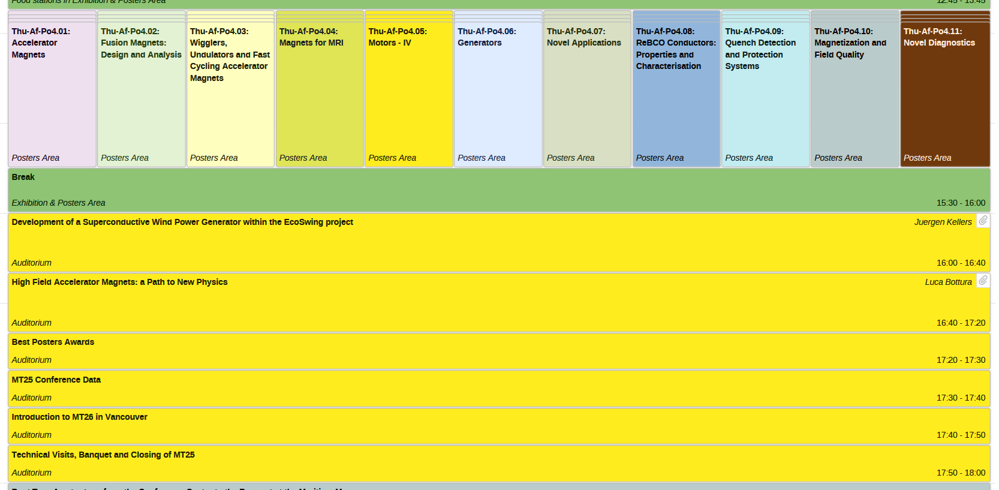 Food stations in Exhibition & Posters Area
12:45 - 13:45
Thu-Af-Po4.01:
Accelerator
Magnets
Posters Area
Thu-Af-Po4.02:
Fusion Magnets:
Design and Analysis
Posters Area
Thu-Af-Po4.03:
Wigglers,
Undulators and Fast
Cycling Accelerator
Magnets
Posters Area
Thu-Af-Po4.04:
Magnets for MRI
Posters Area
Thu-Af-Po4.05:
Motors - IV
Posters Area
Thu-Af-Po4.06:
Generators
Posters Area
Thu-Af-Po4.07:
Novel Applications
Posters Area
Thu-Af-Po4.08:
ReBCO Conductors:
Properties and
Characterisation
Posters Area
Thu-Af-Po4.09:
Quench Detection
and Protection
Systems
Posters Area
Thu-Af-Po4.10:
Magnetization and
Field Quality
Posters Area
Thu-Af-Po4.11:
Novel Diagnostics
Posters Area
Break
Exhibition & Posters Area
15:30 - 16:00
Development of a Superconductive Wind Power Generator within the EcoSwing project
Juergen Kellers
Auditorium
16:00 - 16:40
High Field Accelerator Magnets: a Path to New Physics
Luca Bottura
Auditorium
16:40 - 17:20
Best Posters Awards
Auditorium
17:20 - 17:30
MT25 Conference Data
Auditorium
17:30 - 17:40
Introduction to MT26 in Vancouver
Auditorium
17:40 - 17:50
Technical Visits, Banquet and Closing of MT25
Auditorium
17:50 - 18:00